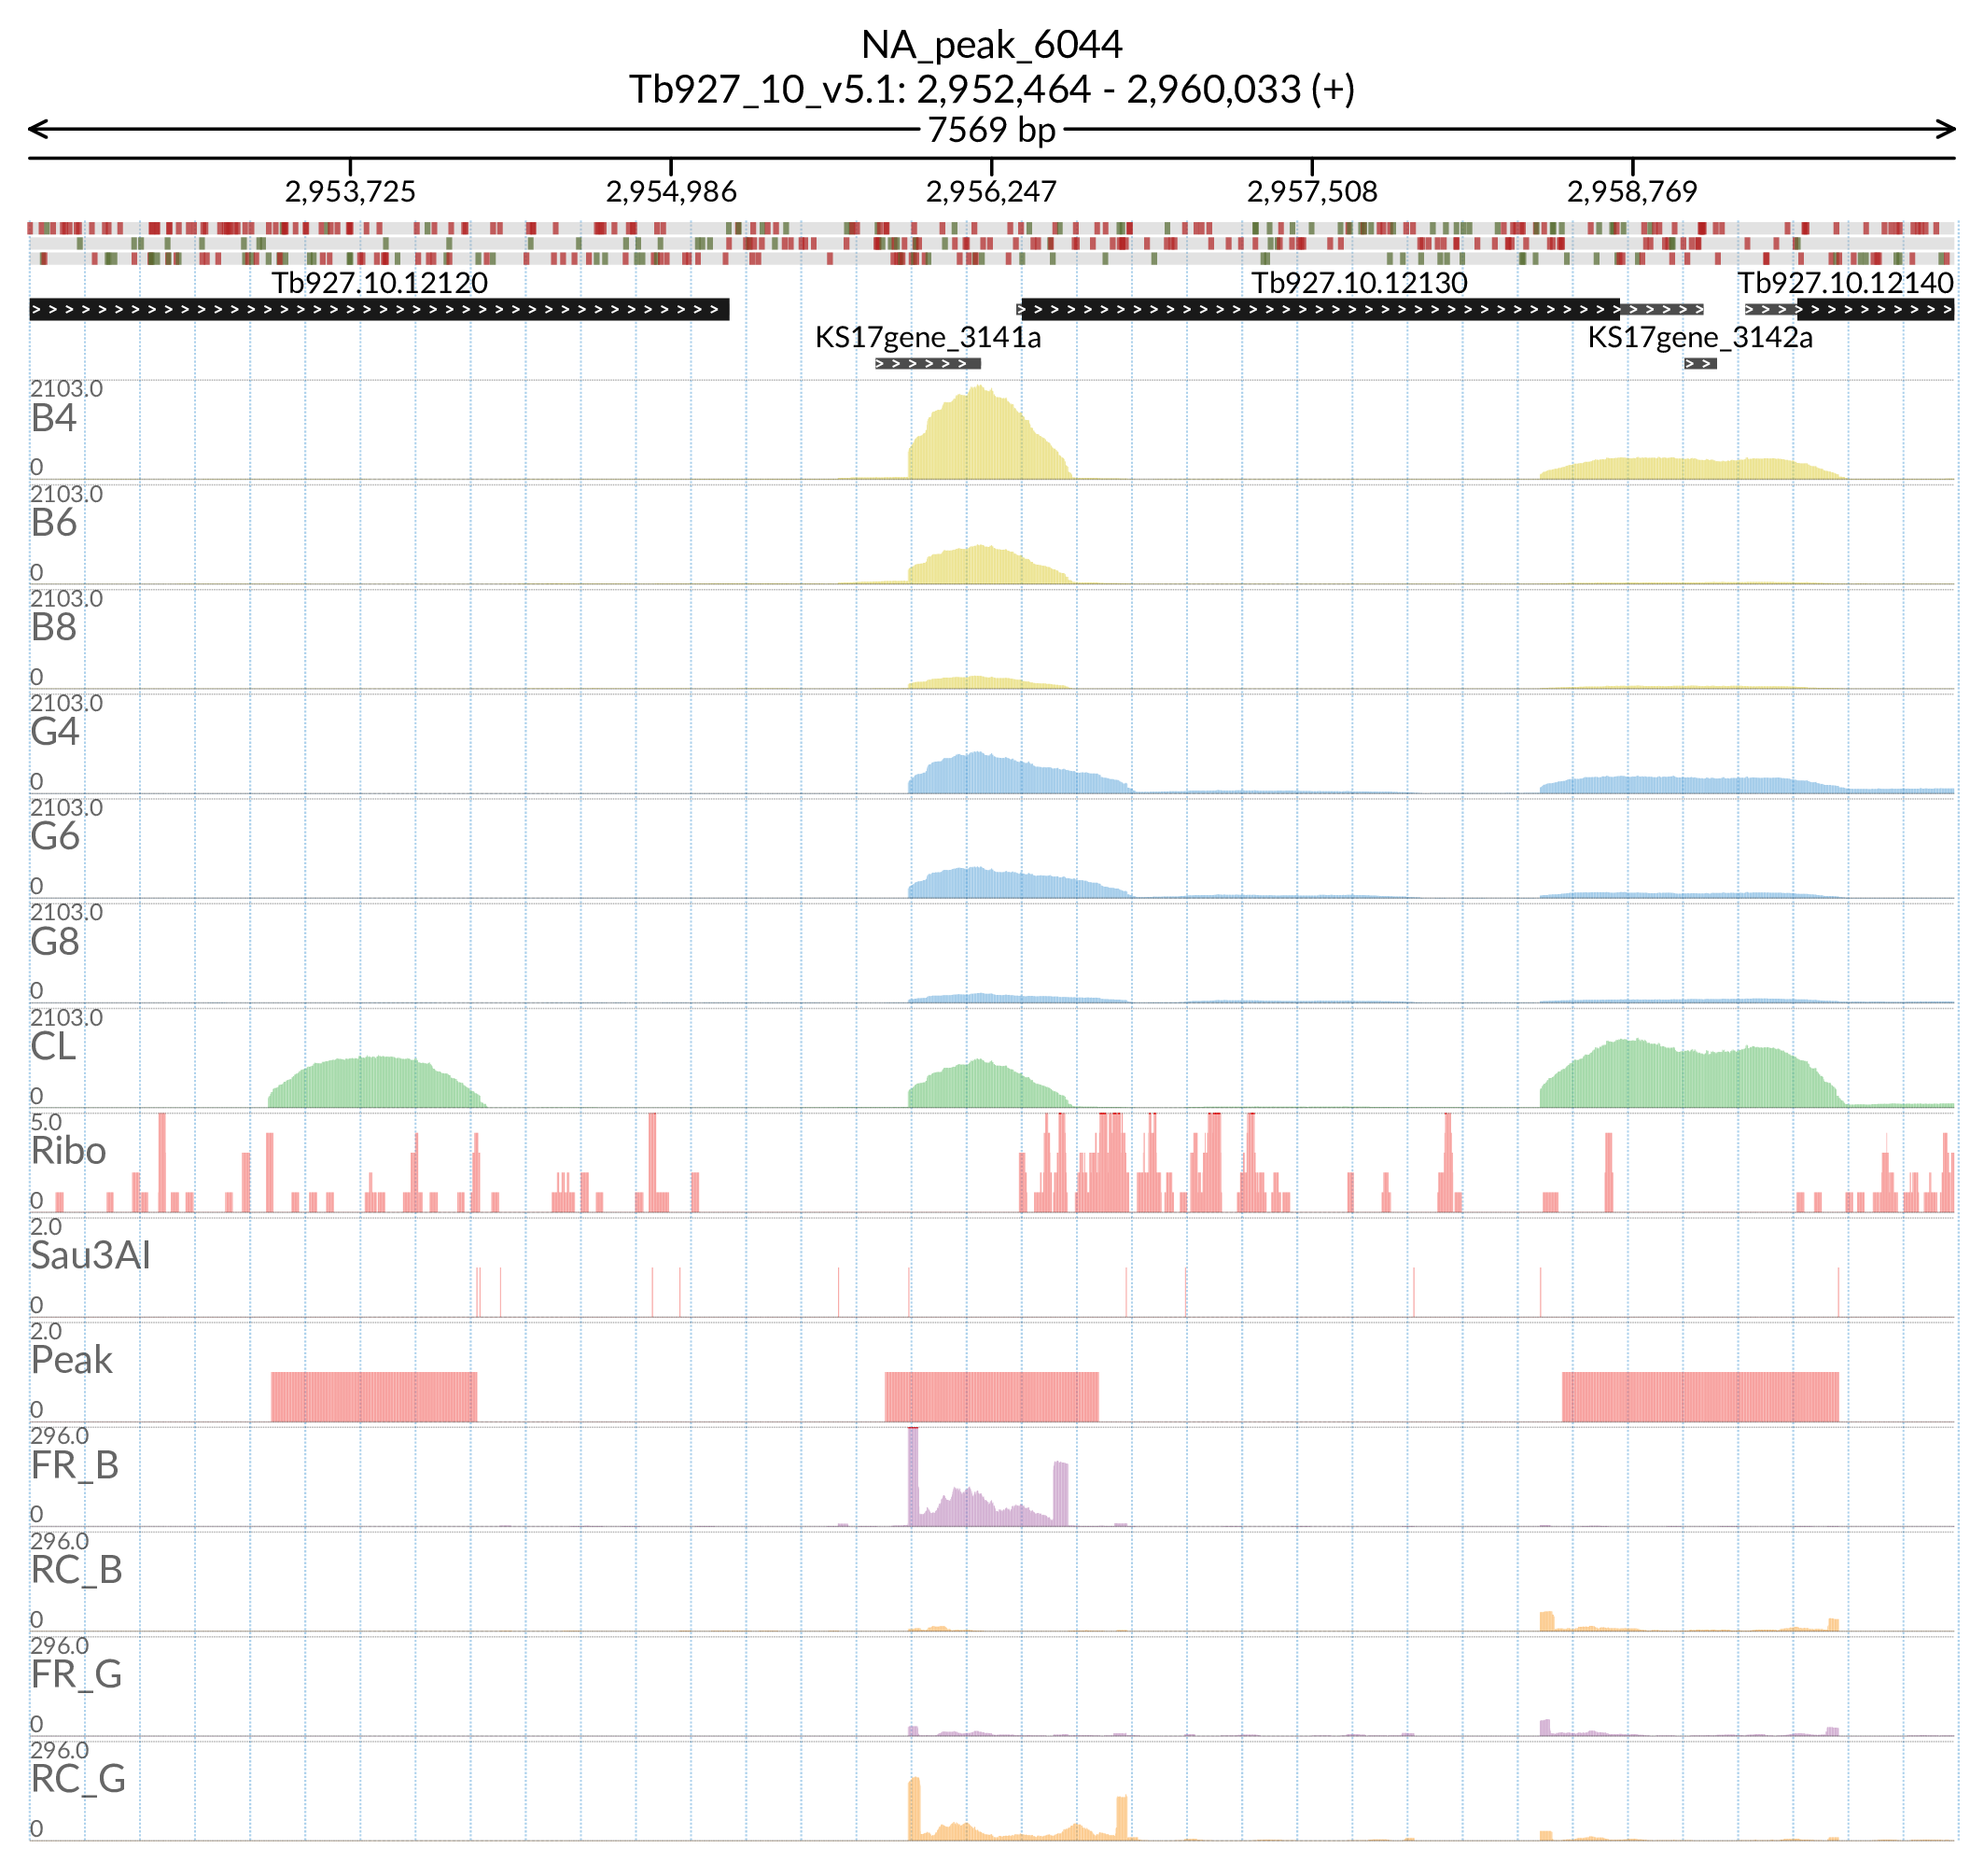 NA_peak_6044
Tb927_10_v5.1: 2,952,464 - 2,960,033 (+)
7569 bp
2,953,725 2,954,986 2,956,247 2,957,508 2,958,769
Tb927.10.12120 Tb927.10.12130 Tb927.10.12140
KS17gene_3141a KS17gene_3142a
2103.0
B4
0
2103.0
B6
0
2103.0
B8
0
2103.0
G4
0
2103.0
G6
0
2103.0
G8
0
2103.0
CL
0
5.0
Ribo
0
2.0
Sau3AI
0
2.0
Peak
0
296.0
FR_B
0
296.0
RC_B
0
296.0
FR_G
0
296.0
RC_G
0